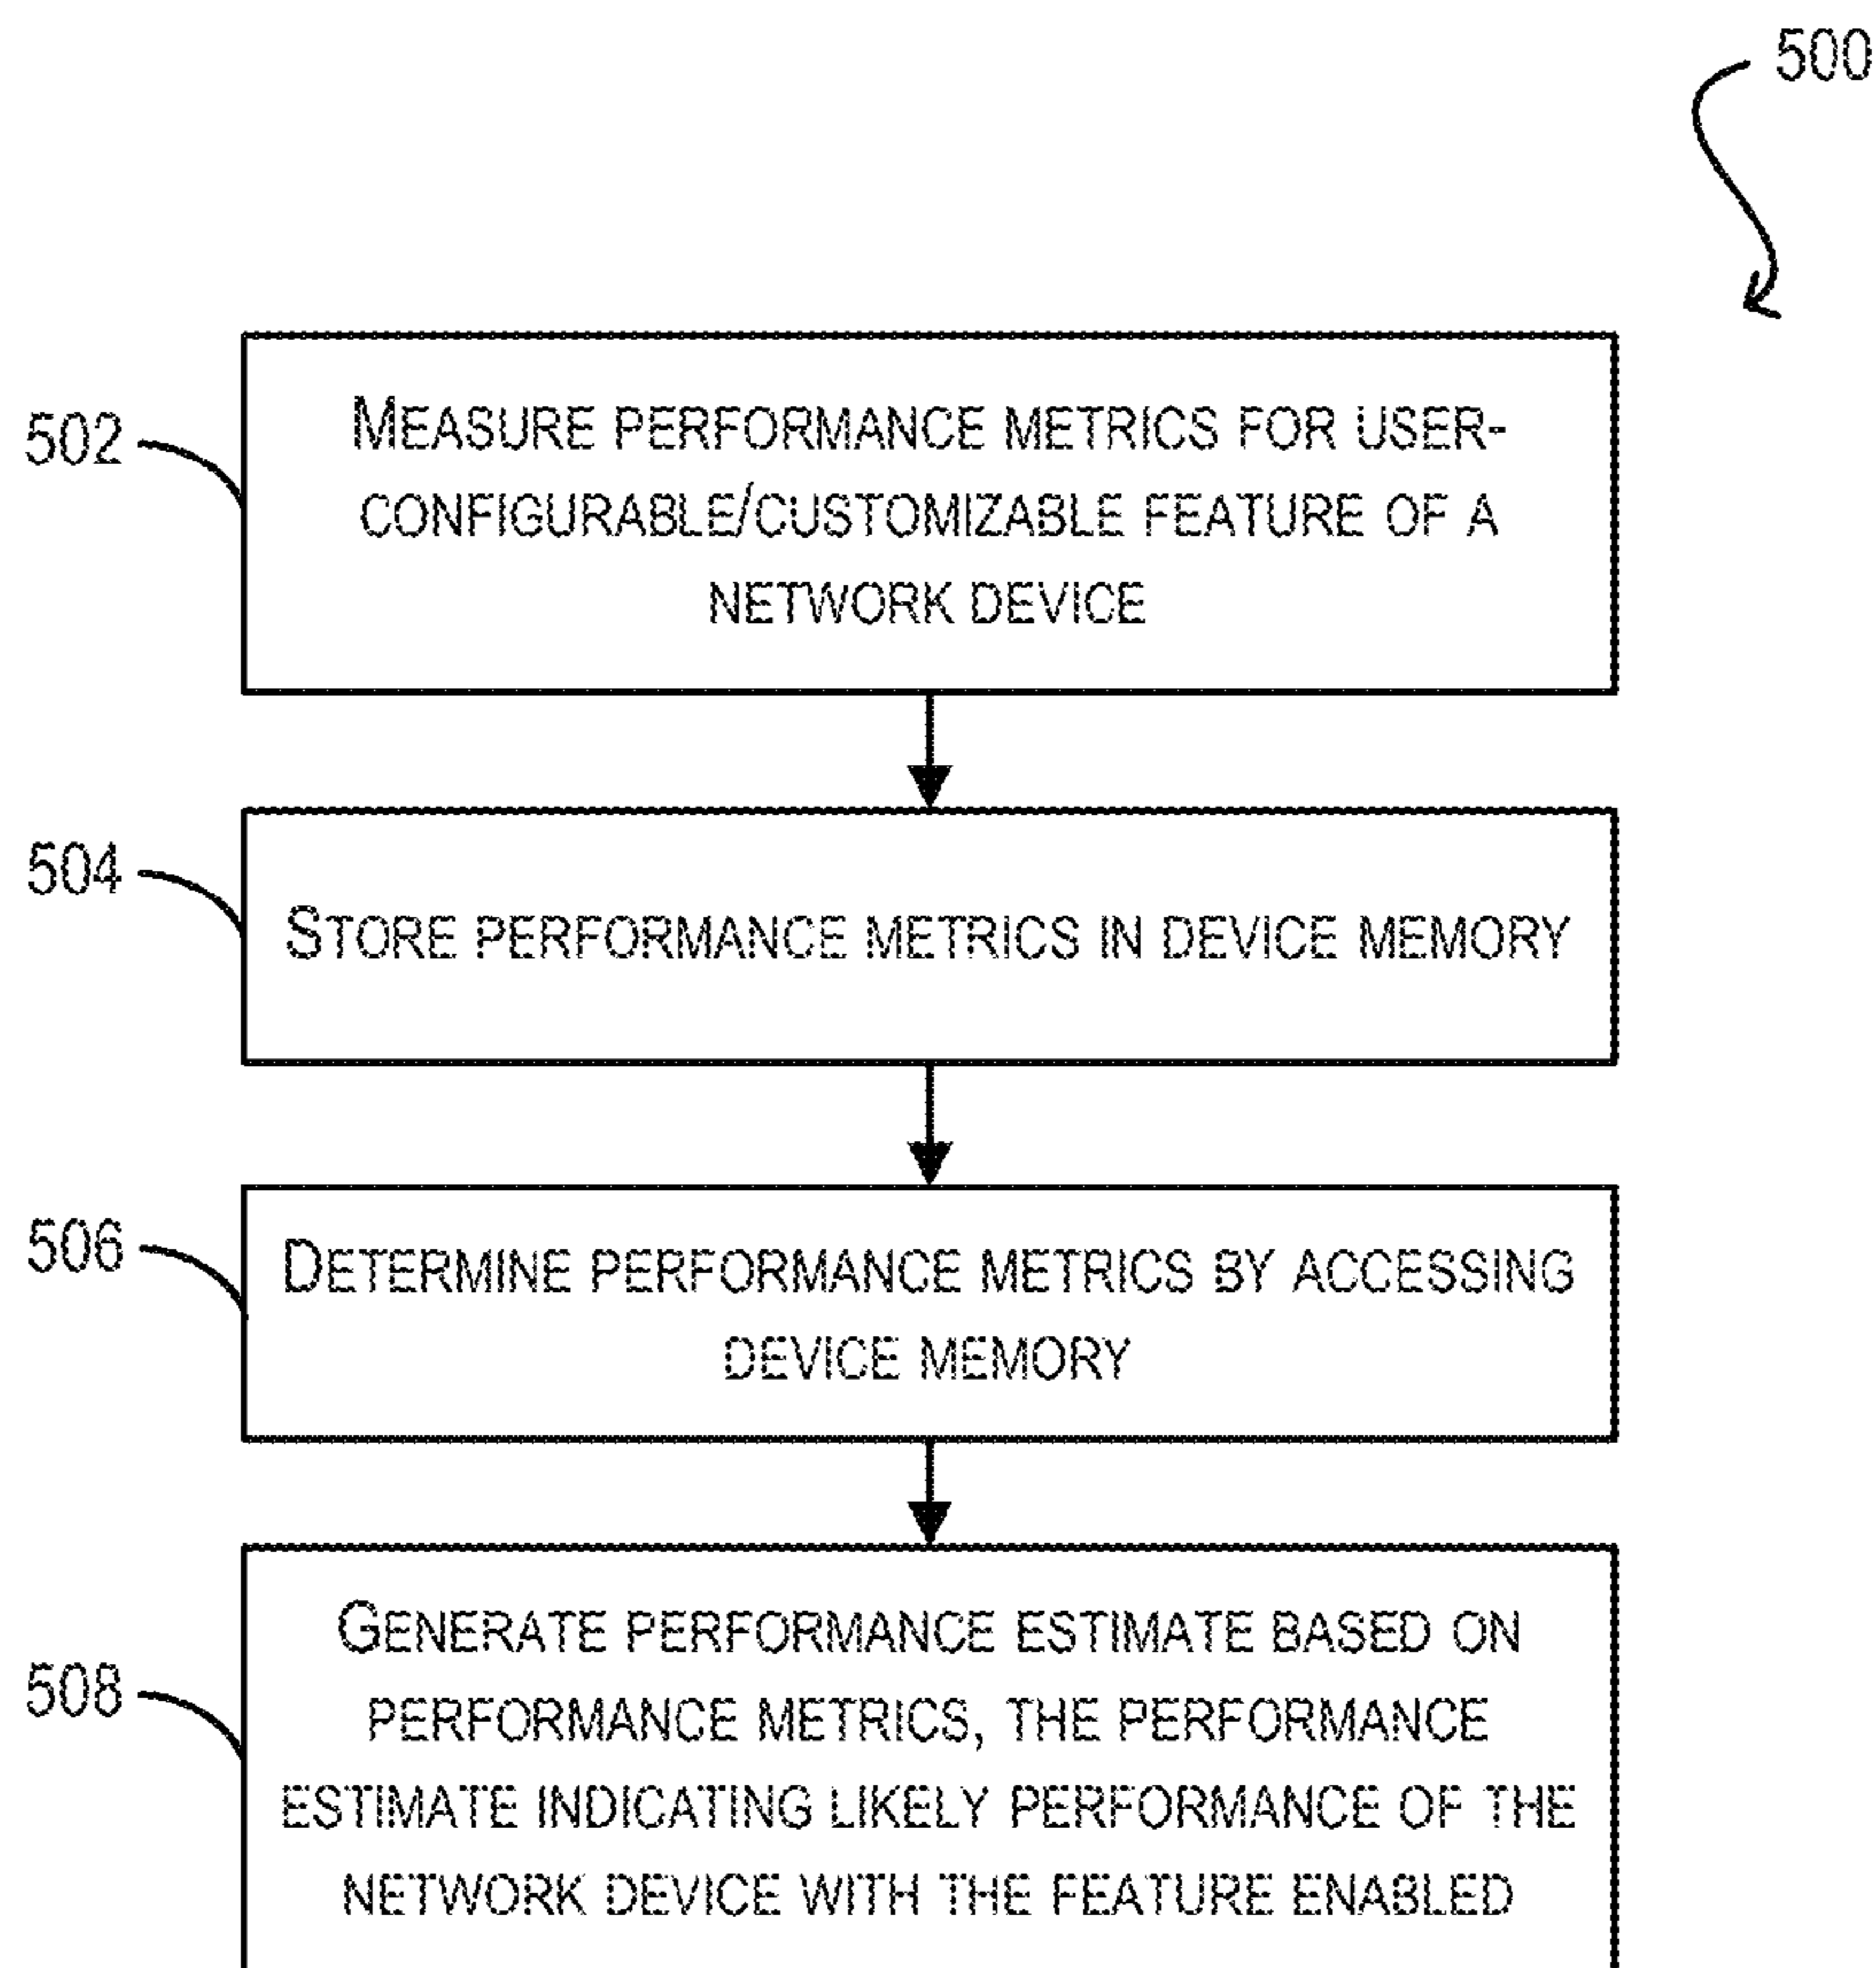 500
502
MEASURE PERFORMANCE METRICS FOR USER-
CONFIGURABLE/CUSTOMIZABLE FEATURE OF A
NETWORK DEVICE
504
STORE PERFORMANCE METRICS IN DEVICE MEMORY
506
DETERMINE PERFORMANCE METRICS BY ACCESSING
DEVICE MEMORY
508
GENERATE PERFORMANCE ESTIMATE BASED ON
PERFORMANCE METRICS, THE PERFORMANCE
ESTIMATE INDICATING LIKELY PERFORMANCE OF THE
NETWORK DEVICE WITH THE FEATURE ENABLED